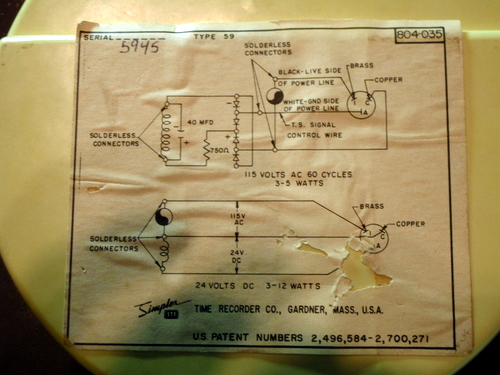 SERIAL 5945 TYPE 59 804-035
SOLDERLESS
CONNECTORS
BLACK-LIVE SIDE
OF POWER LINE
BRASS
COPPER
WHITE-GND SIDE
OF POWER LINE
I C
A
40 MFD
+
+
750Ω
T.S. SIGNAL
CONTROL WIRE
SOLDERLESS
CONNECTORS
115 VOLTS AC 60 CYCLES
3-5 WATTS
BRASS
115V
AC
COPPER
I C
A
SOLDERLESS
CONNECTORS
24V
DC
24 VOLTS DC 3-12 WATTS
Simplex
TIME RECORDER CO., GARDNER, MASS., U.S.A.
U.S. PATENT NUMBERS 2,496,584-2,700,271